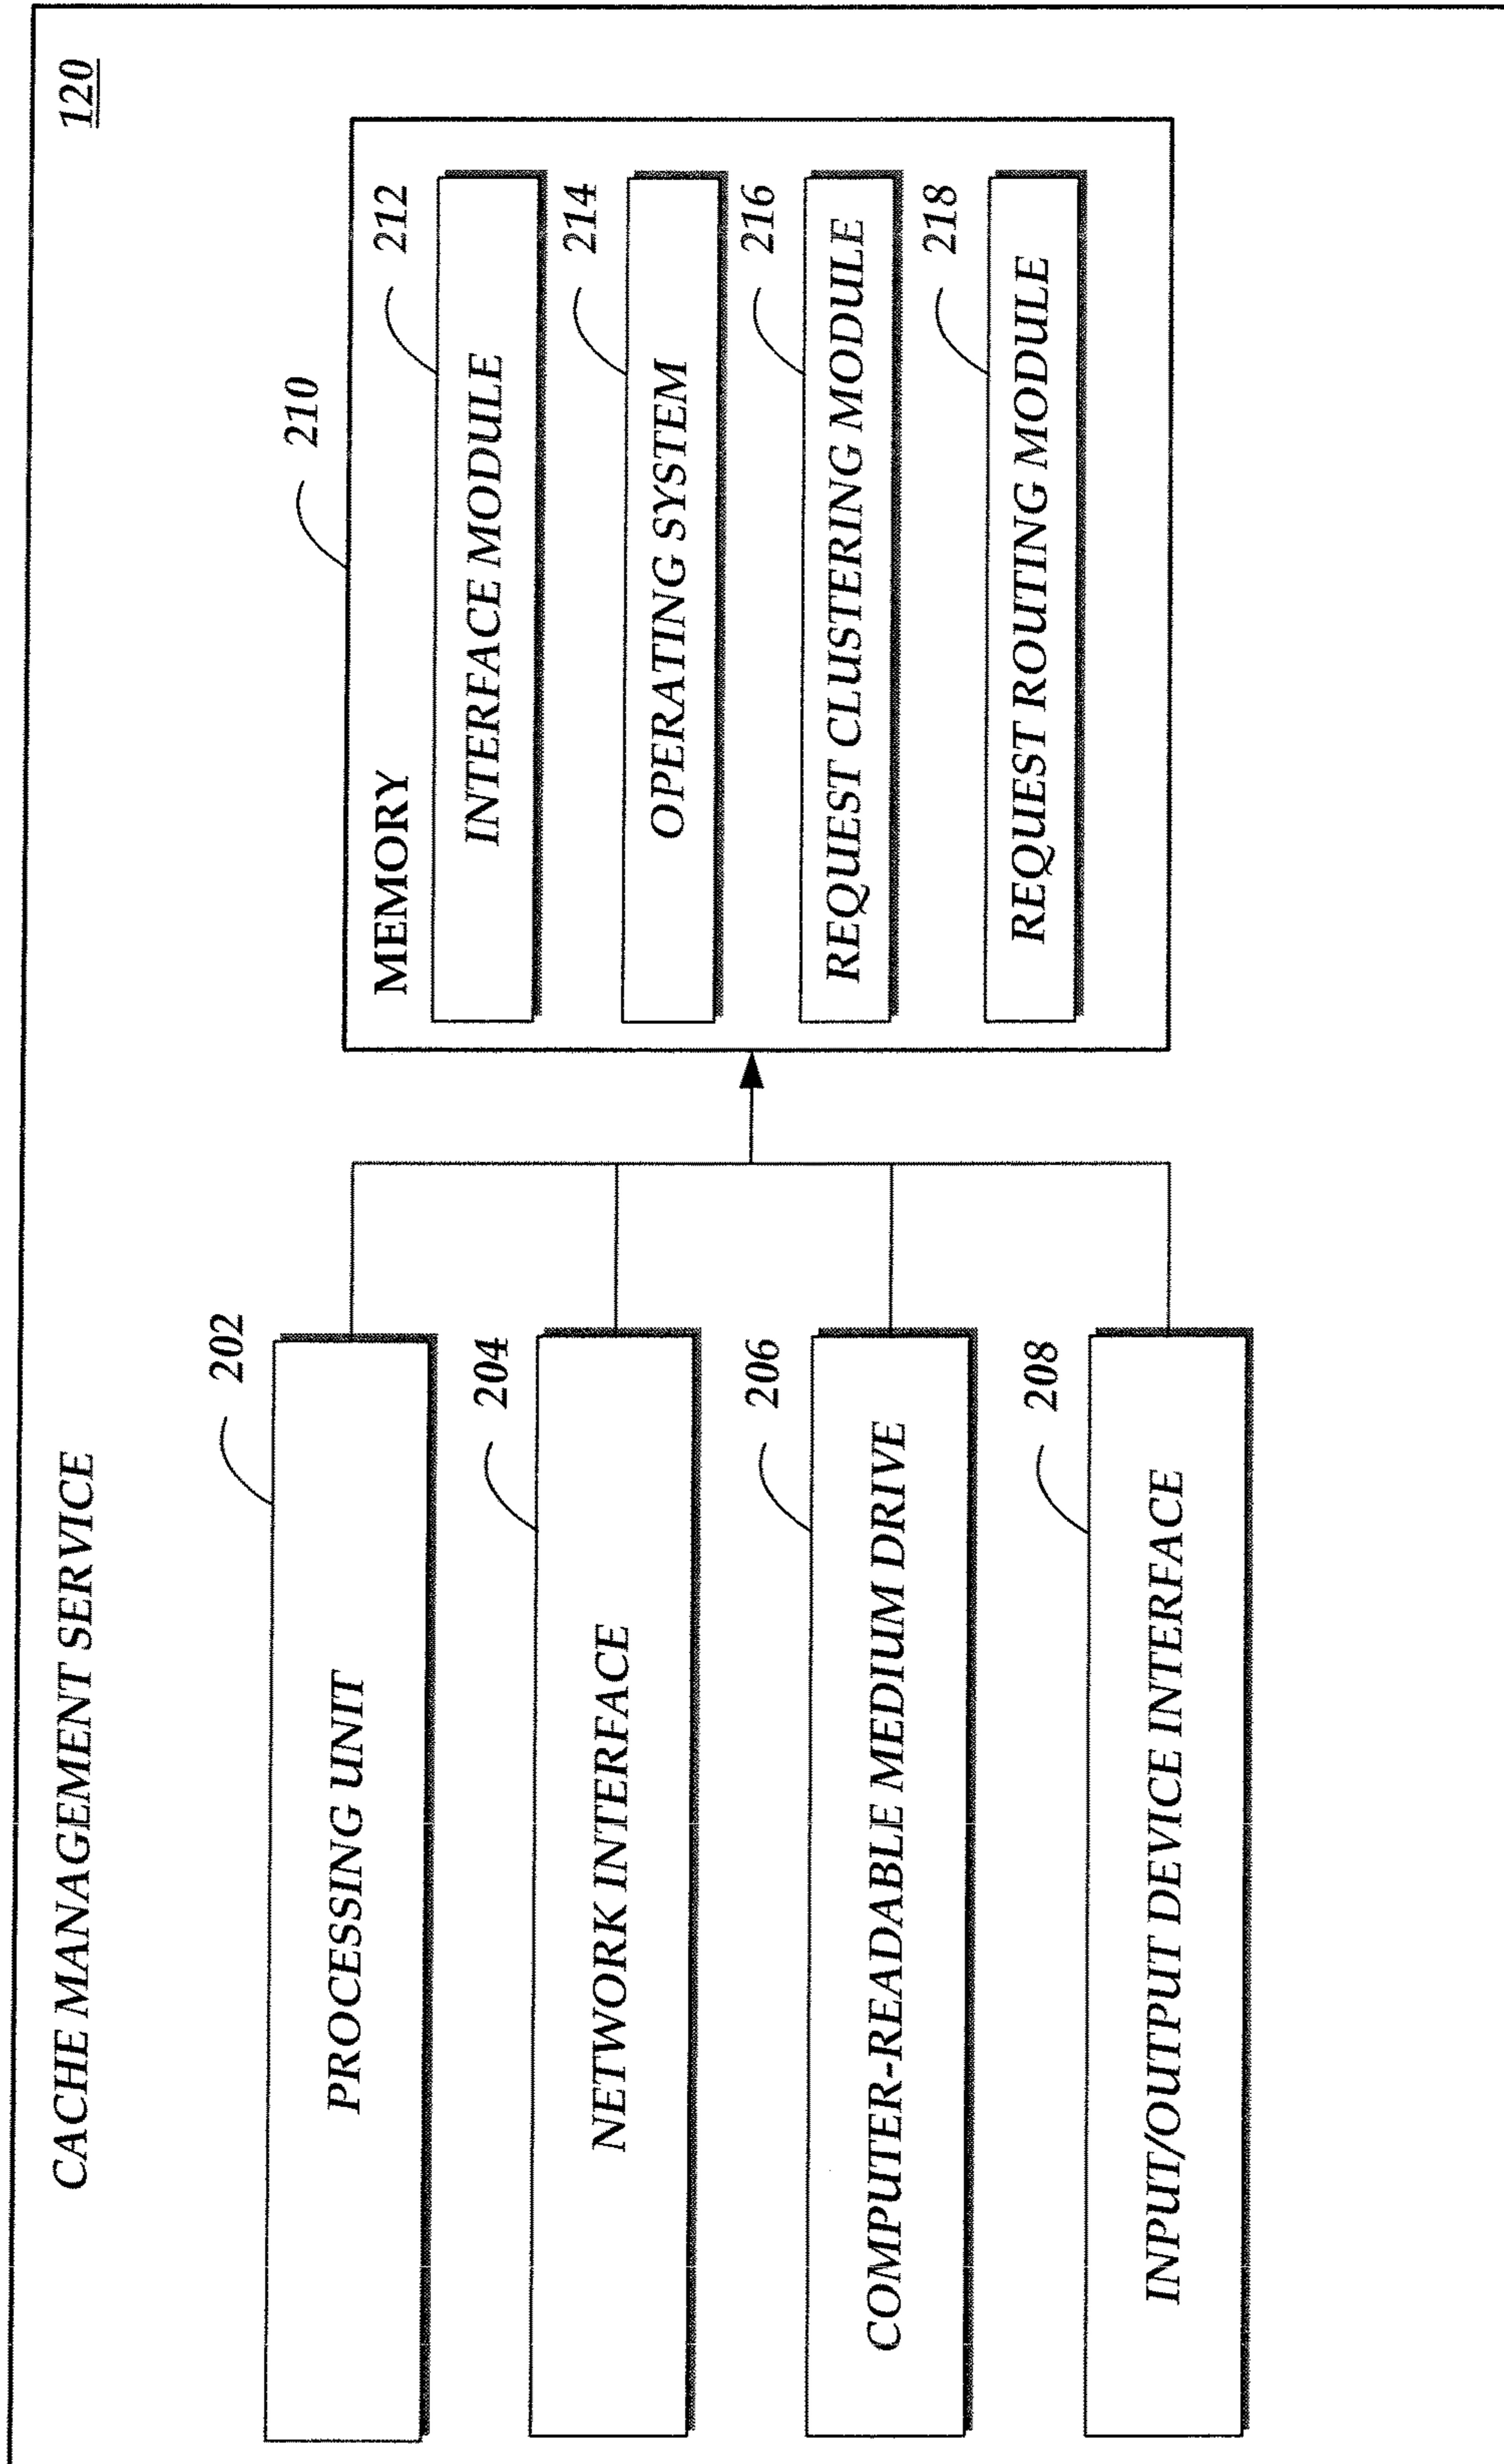 CACHE MANAGEMENT SERVICE
120
202
PROCESSING UNIT
204
NETWORK INTERFACE
206
COMPUTER-READABLE MEDIUM DRIVE
208
INPUT/OUTPUT DEVICE INTERFACE
210
MEMORY
212
INTERFACE MODULE
214
OPERATING SYSTEM
216
REQUEST CLUSTERING MODULE
218
REQUEST ROUTING MODULE